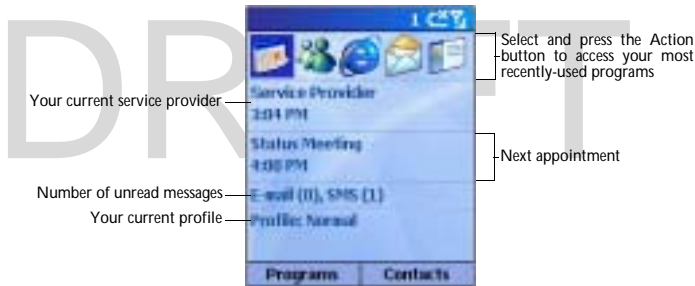 DRAFT
1
Select and press the Action
button to access your most
recently-used programs
Your current service provider
Service Provider
3:04 PM
Status Meeting
4:00 PM
Next appointment
Number of unread messages
E-mail (0), SMS (1)
Your current profile
Profile: Normal
Programs
Contacts